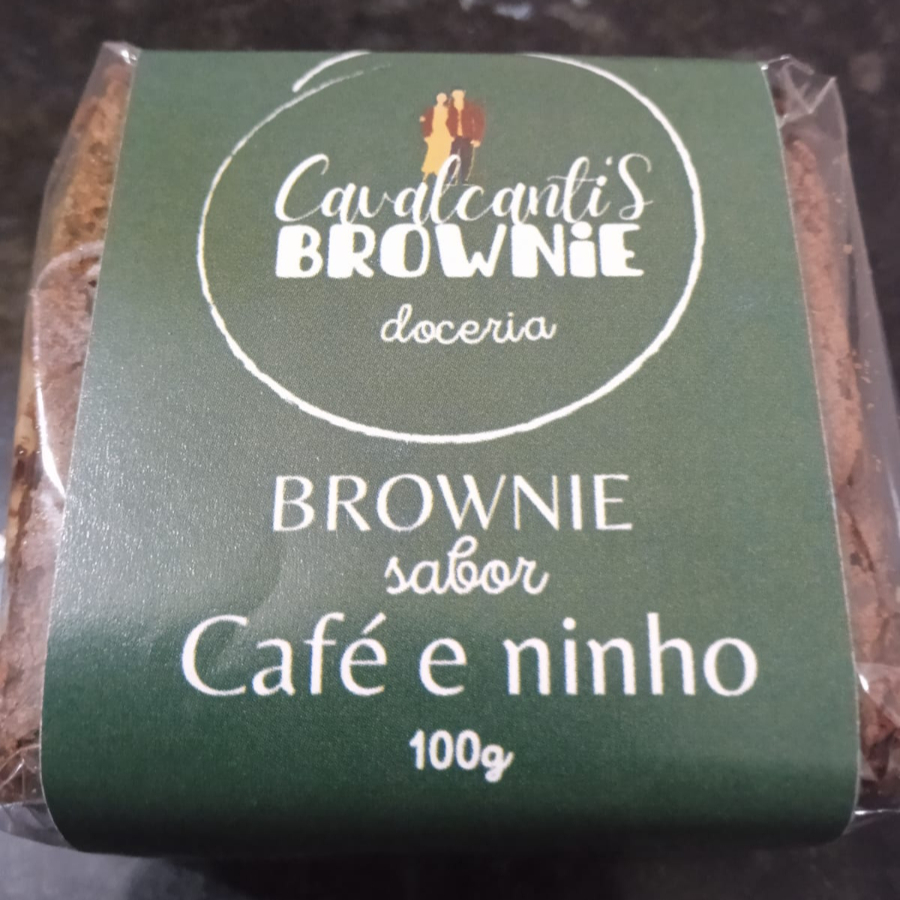 Cavalcanti'S
BROWNiE
doceria
BROWNIE
sabor
Café e ninho
100g